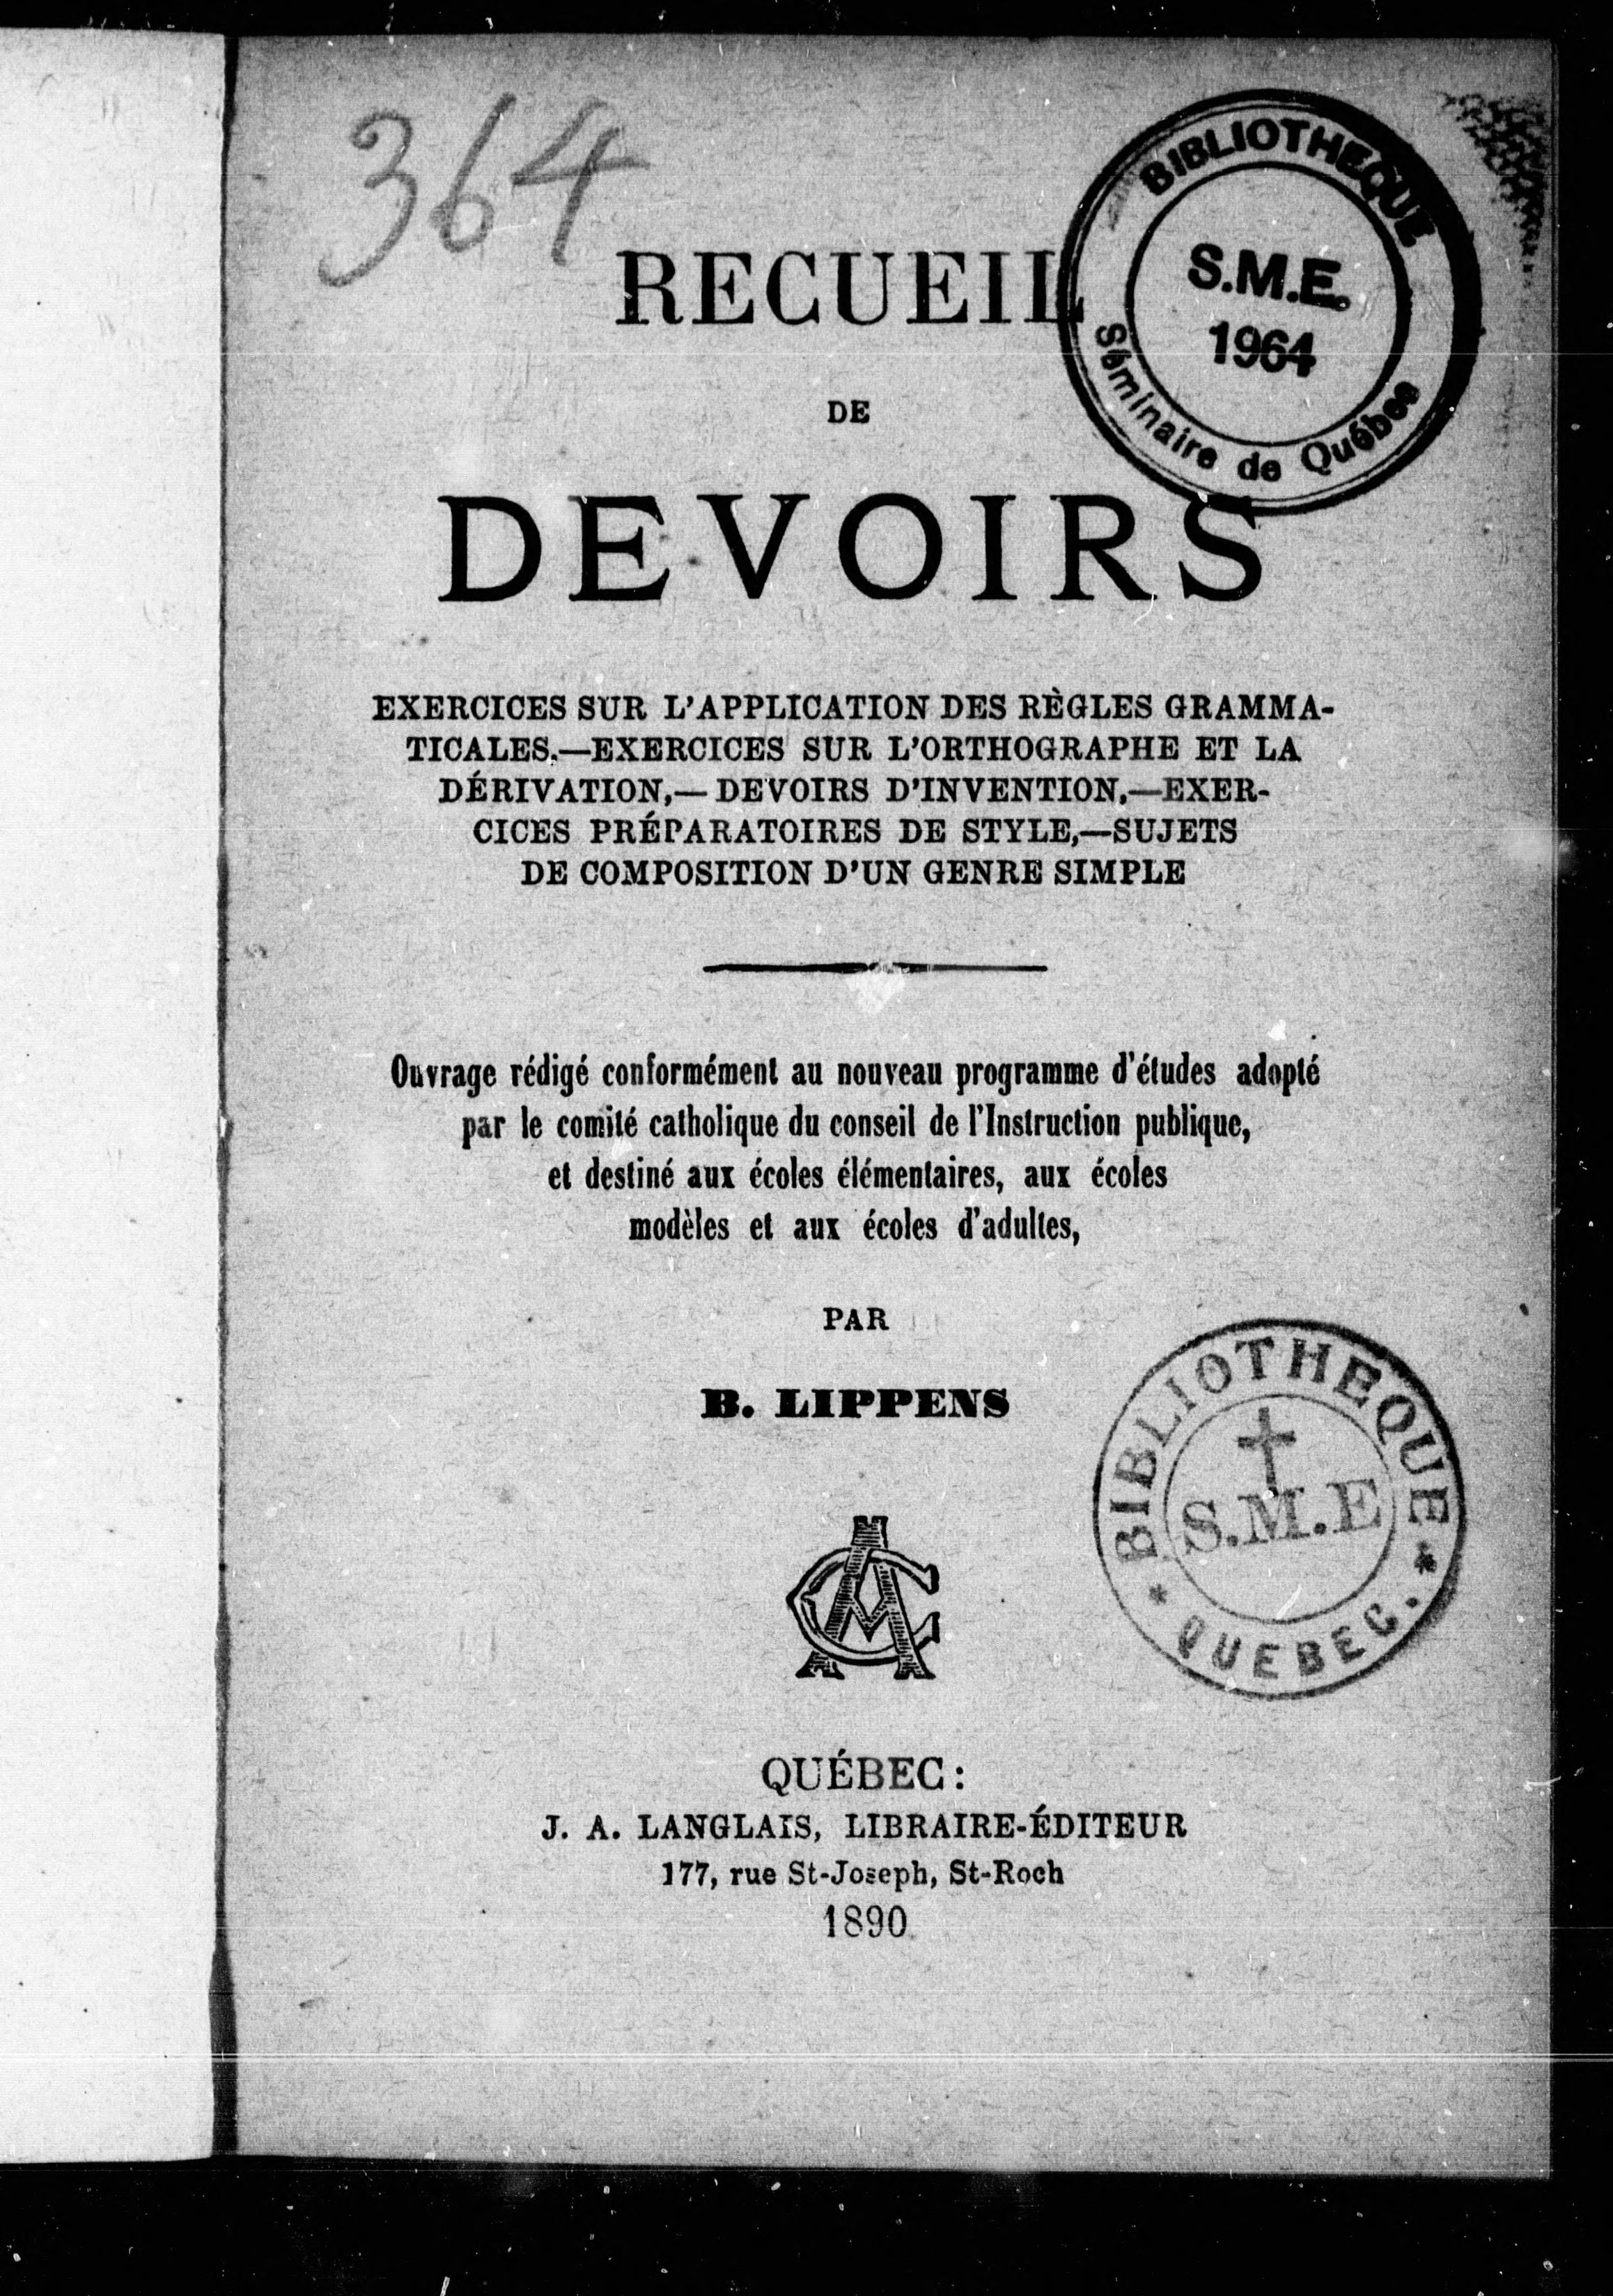 364
BIBLIOTHEQUE
S.M.E.
1964
Séminaire de Québec
RECUEIL
DE
DEVOIRS
EXERCICES SUR L'APPLICATION DES RÈGLES GRAMMA-
TICALES.—EXERCICES SUR L'ORTHOGRAPHE ET LA
DÉRIVATION,— DEVOIRS D'INVENTION,—EXER-
CICES PRÉPARATOIRES DE STYLE,—SUJETS
DE COMPOSITION D'UN GENRE SIMPLE
Ouvrage rédigé conformément au nouveau programme d'études adopté
par le comité catholique du conseil de l'Instruction publique,
et destiné aux écoles élémentaires, aux écoles
modèles et aux écoles d'adultes,
PAR
B. LIPPENS
BIBLIOTHEQUE
S.M.E
* QUEBEC. *
QUÉBEC:
J. A. LANGLAIS, LIBRAIRE-ÉDITEUR
177, rue St-Joseph, St-Roch
1890